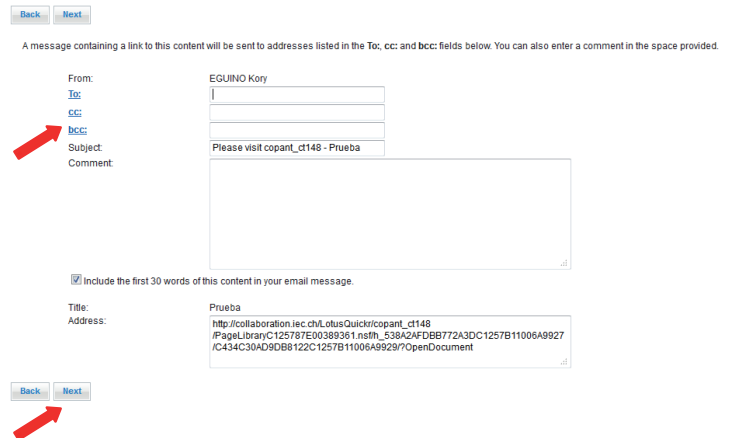 Back Next
A message containing a link to this content will be sent to addresses listed in the To:, cc: and bcc: fields below. You can also enter a comment in the space provided.
From: EGUINO Kory
To:
cc:
bcc:
Subject: Please visit copant_ct148 - Prueba
Comment:
Include the first 30 words of this content in your email message.
Title: Prueba
Address: http://collaboration.iec.ch/LotusQuickr/copant_ct148
/PageLibraryC125787E00389361.nsf/h_538A2AFDBB772A3DC1257B11006A9927
/C434C30AD9DB8122C1257B11006A9929/?OpenDocument
Back Next